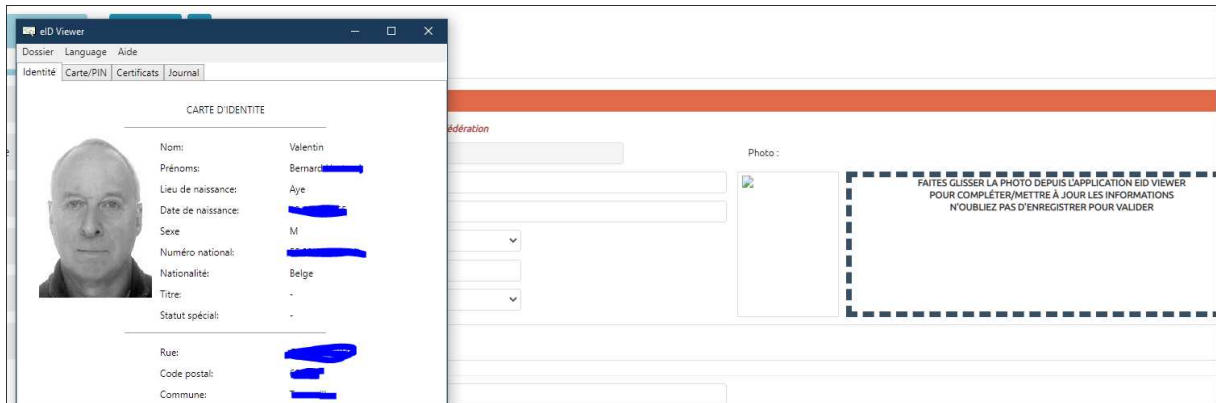 eID Viewer
Dossier Language Aide
Identité Carte/PIN Certificats Journal
CARTE D'IDENTITE
Nom: Valentin
Prénoms: Bernard
Lieu de naissance: Aye
Date de naissance:
Sexe M
Numéro national:
Nationalité: Belge
Titre: -
Statut spécial: -
Rue:
Code postal:
Commune:
Photo :
FAITES GLISSER LA PHOTO DEPUIS L'APPLICATION EID VIEWER
POUR COMPLÉTER/METTRE À JOUR LES INFORMATIONS
N'OUBLIEZ PAS D'ENREGISTRER POUR VALIDER